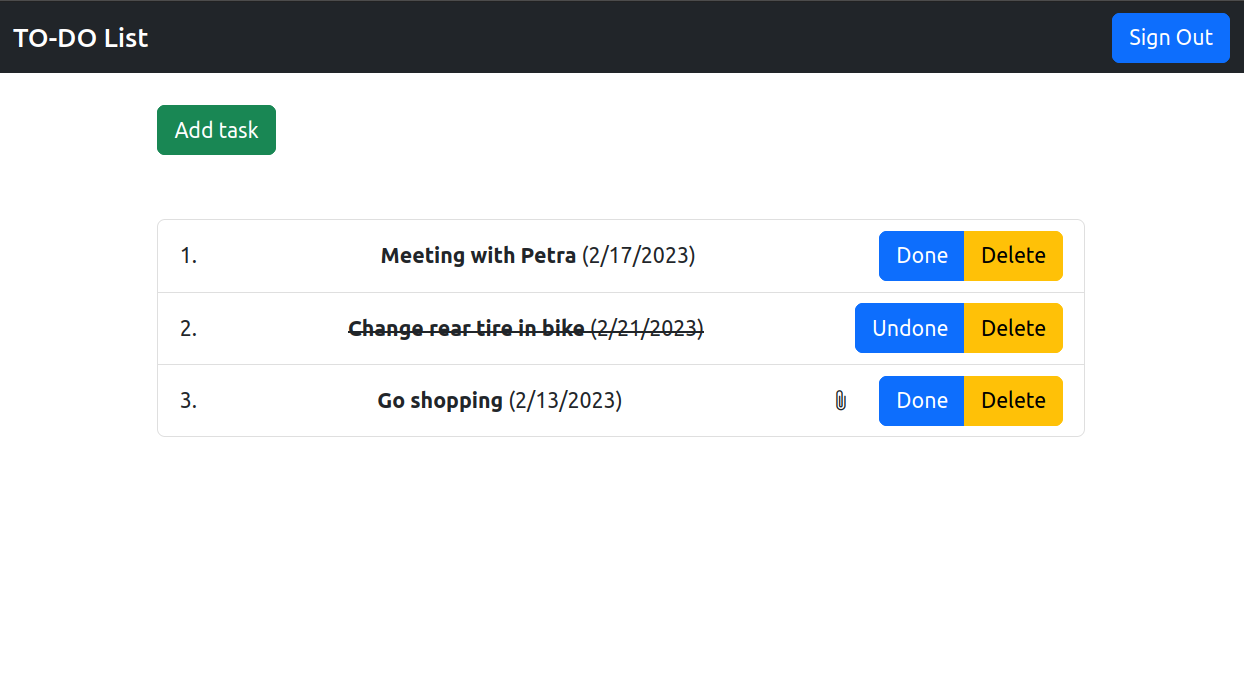 TO-DO List Sign Out
Add task
1. Meeting with Petra (2/17/2023) Done Delete
2. Change rear tire in bike (2/21/2023) Undone Delete
3. Go shopping (2/13/2023) Done Delete